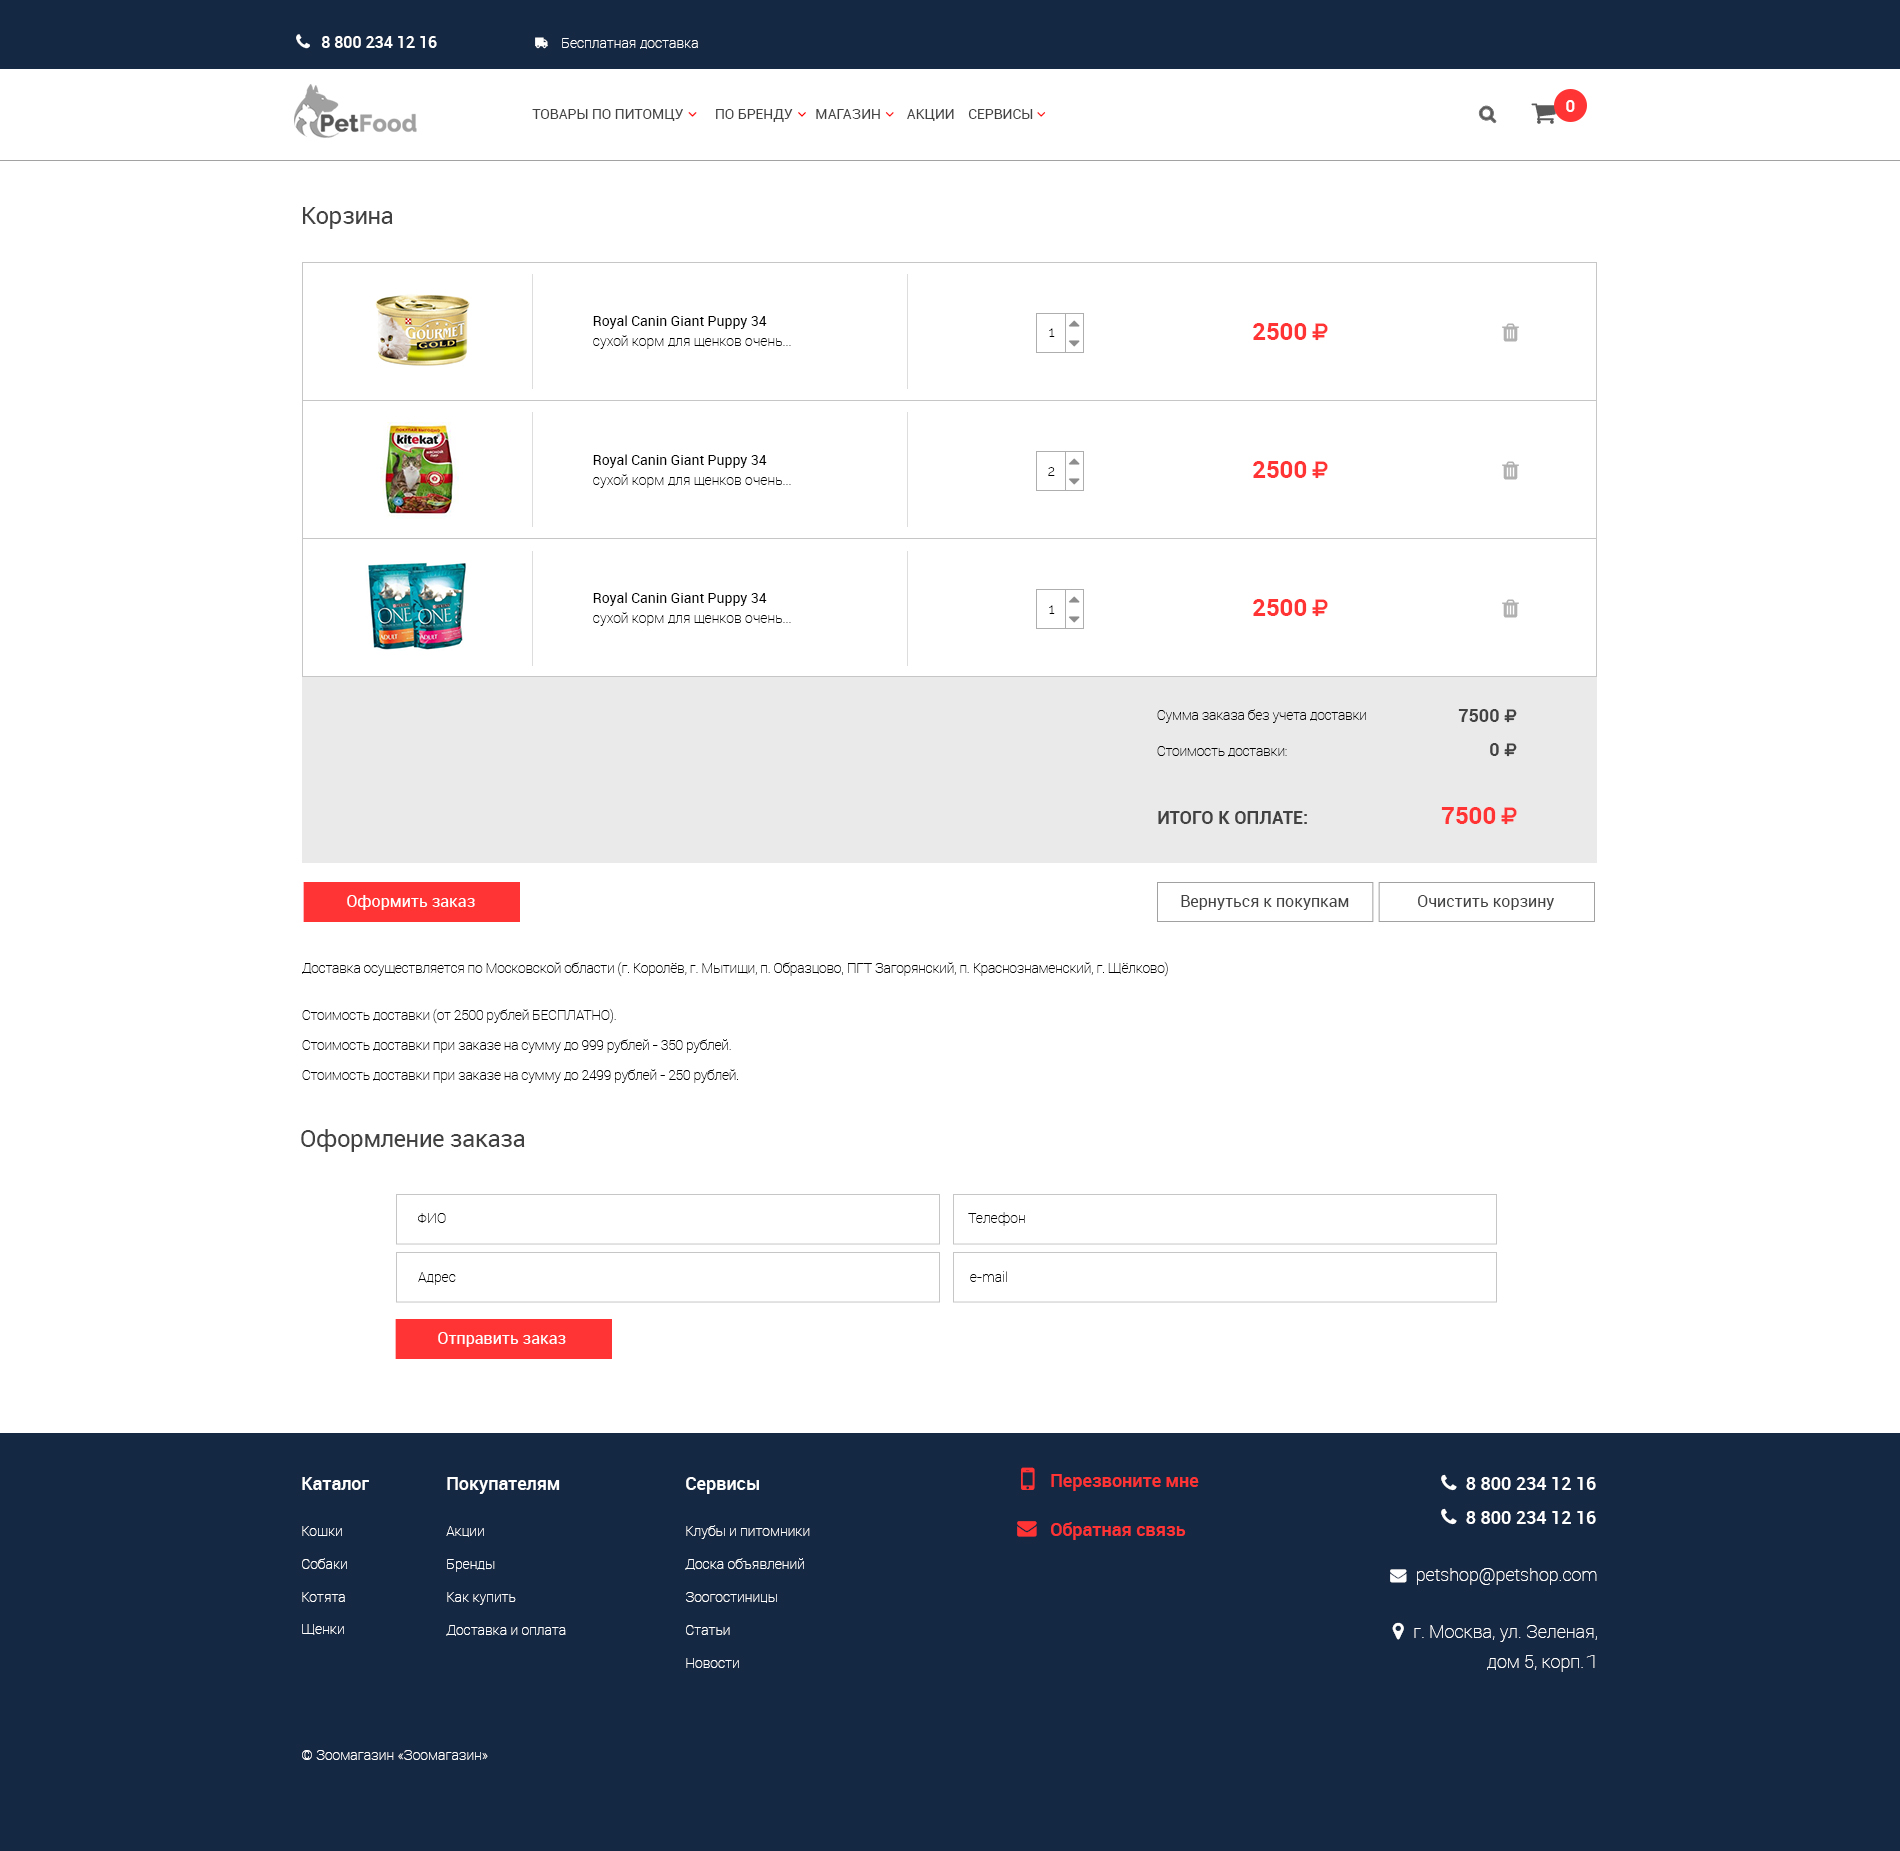 8 800 234 12 16
Бесплатная доставка
PetFood
ТОВАРЫ ПО ПИТОМЦУ ПО БРЕНДУ МАГАЗИН АКЦИИ СЕРВИСЫ
0
Корзина
GOURMET
GOLD
Royal Canin Giant Puppy 34
сухой корм для щенков очень...
1
2500 ₽
kitekat
Royal Canin Giant Puppy 34
сухой корм для щенков очень...
2
2500 ₽
ONE
ADULT
ONE
ADULT
Royal Canin Giant Puppy 34
сухой корм для щенков очень...
1
2500 ₽
Сумма заказа без учета доставки 7500 ₽
Стоимость доставки: 0 ₽
ИТОГО К ОПЛАТЕ: 7500 ₽
Оформить заказ
Вернуться к покупкам
Очистить корзину
Доставка осуществляется по Московской области (г. Королёв, г. Мытищи, п. Образцово, ПГТ Загорянский, п. Краснознаменский, г. Щёлково)
Стоимость доставки (от 2500 рублей БЕСПЛАТНО).
Стоимость доставки при заказе на сумму до 999 рублей - 350 рублей.
Стоимость доставки при заказе на сумму до 2499 рублей - 250 рублей.
Оформление заказа
ФИО
Телефон
Адрес
e-mail
Отправить заказ
Каталог
Кошки
Собаки
Котята
Щенки
Покупателям
Акции
Бренды
Как купить
Доставка и оплата
Сервисы
Клубы и питомники
Доска объявлений
Зоогостиницы
Статьи
Новости
Перезвоните мне
Обратная связь
8 800 234 12 16
8 800 234 12 16
petshop@petshop.com
г. Москва, ул. Зеленая,
дом 5, корп. 1
© Зоомагазин «Зоомагазин»